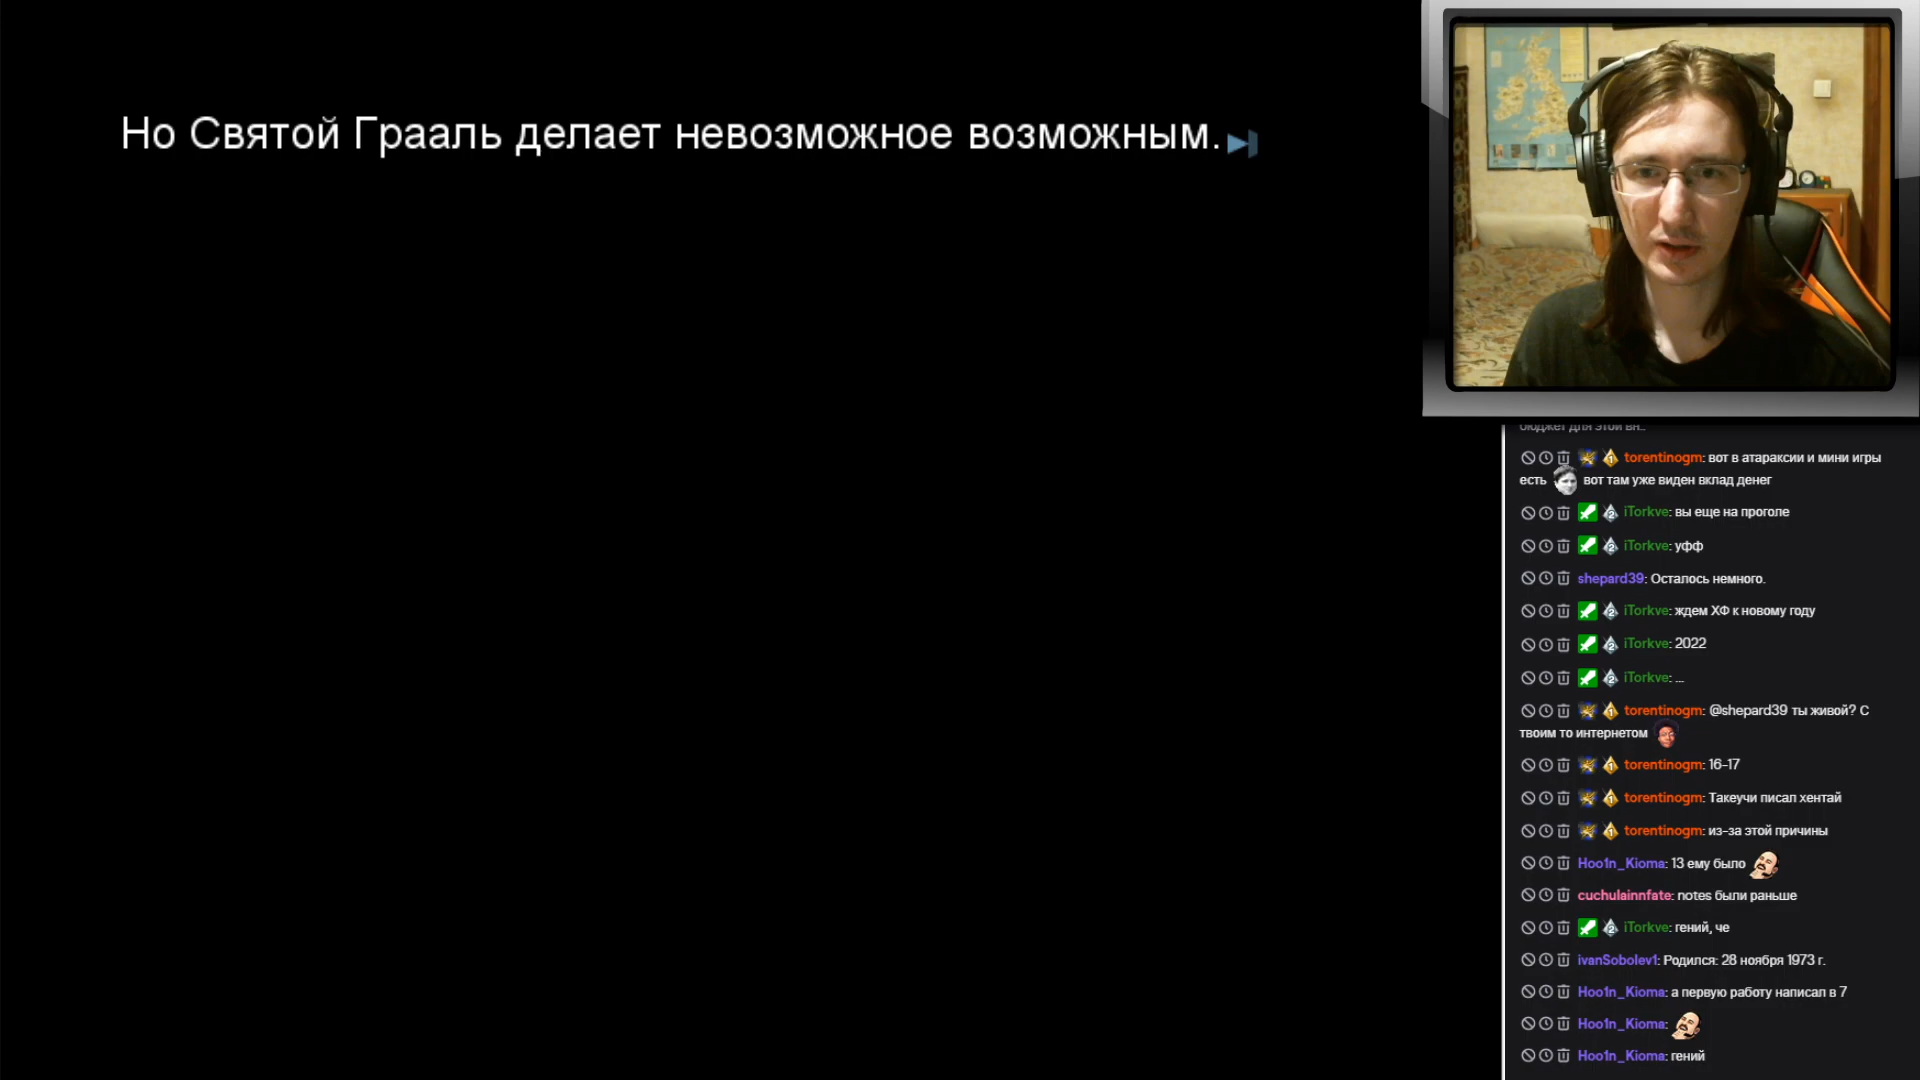 Но Святой Грааль делает невозможное возможным.
бюджет для этой вн..
torentinogm: вот в атараксии и мини игры
есть вот там уже виден вклад денег
iTorkve: вы еще на проголе
iTorkve: уфф
shepard39: Осталось немного.
iTorkve: ждем ХФ к новому году
iTorkve: 2022
iTorkve: ...
torentinogm: @shepard39 ты живой? С
твоим то интернетом
torentinogm: 16-17
torentinogm: Такеучи писал хентай
torentinogm: из-за этой причины
Hoo1n_Kioma: 13 ему было
cuchulainnfate: notes были раньше
iTorkve: гений, че
ivanSobolev1: Родился: 28 ноября 1973 г.
Hoo1n_Kioma: а первую работу написал в 7
Hoo1n_Kioma:
Hoo1n_Kioma: гений